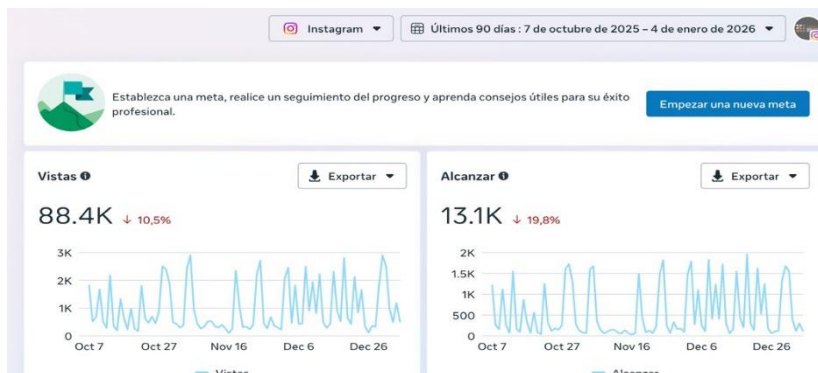 Instagram
Últimos 90 días : 7 de octubre de 2025 – 4 de enero de 2026
Establezca una meta, realice un seguimiento del progreso y aprenda consejos útiles para su éxito
profesional.
Empezar una nueva meta
Vistas
Exportar
88.4K ↓ 10,5%
3K
2K
1K
0
Oct 7 Oct 27 Nov 16 Dec 6 Dec 26
Vistas
Alcanzar
Exportar
13.1K ↓ 19,8%
2K
1.5K
1K
500
0
Oct 7 Oct 27 Nov 16 Dec 6 Dec 26
Alcanzar